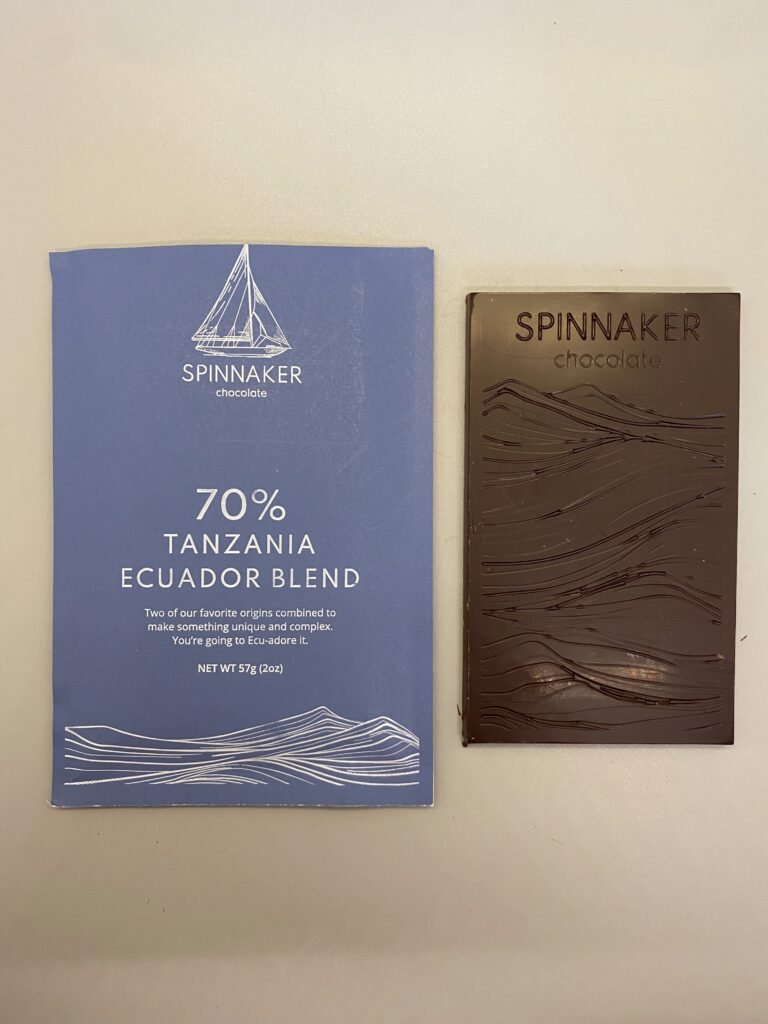 SPINNAKER
chocolate
70%
TANZANIA
ECUADOR BLEND
Two of our favorite origins combined to
make something unique and complex.
You're going to Ecu-adore it.
NET WT 57g (2oz)
SPINNAKER
chocolate